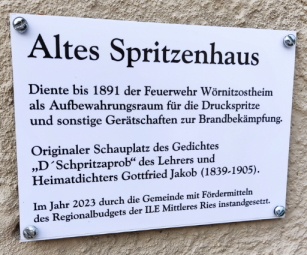 Altes Spritzenhaus
Diente bis 1891 der Feuerwehr Wörnitzostheim
als Aufbewahrungsraum für die Druckspritze
und sonstige Gerätschaften zur Brandbekämpfung.
Originaler Schauplatz des Gedichtes
„D´Schpritzaprob" des Lehrers und
Heimatdichters Gottfried Jakob (1839-1905).
Im Jahr 2023 durch die Gemeinde mit Fördermitteln
des Regionalbudgets der ILE Mittleres Ries instandgesetzt.